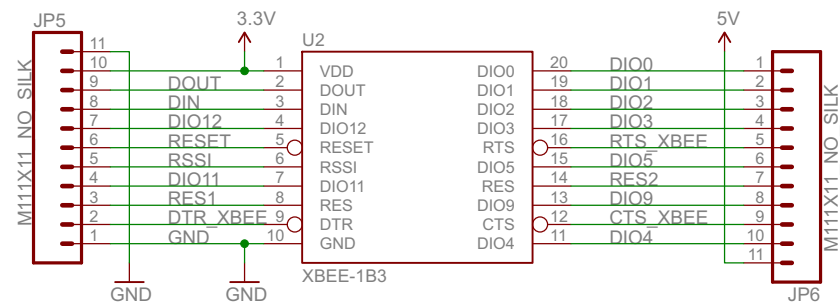 JP5
3.3V
U2
5V
M111X11 NO SILK
11
10
9 DOUT
8 DIN
7 DIO12
6 RESET
5 RSSI
4 DIO11
3 RES1
2 DTR_XBEE
1 GND
1 VDD DIO0 20 DIO0 1
2 DOUT DIO1 19 DIO1 2
3 DIN DIO2 18 DIO2 3
4 DIO12 DIO3 17 DIO3 4
5 RESET RTS 16 RTS_XBEE 5
6 RSSI DIO5 15 DIO5 6
7 DIO11 RES 14 RES2 7
8 RES DIO9 13 DIO9 8
9 DTR CTS 12 CTS_XBEE 9
10 GND DIO4 11 DIO4 10
11
M111X11 NO SILK
XBEE-1B3
GND
GND
JP6